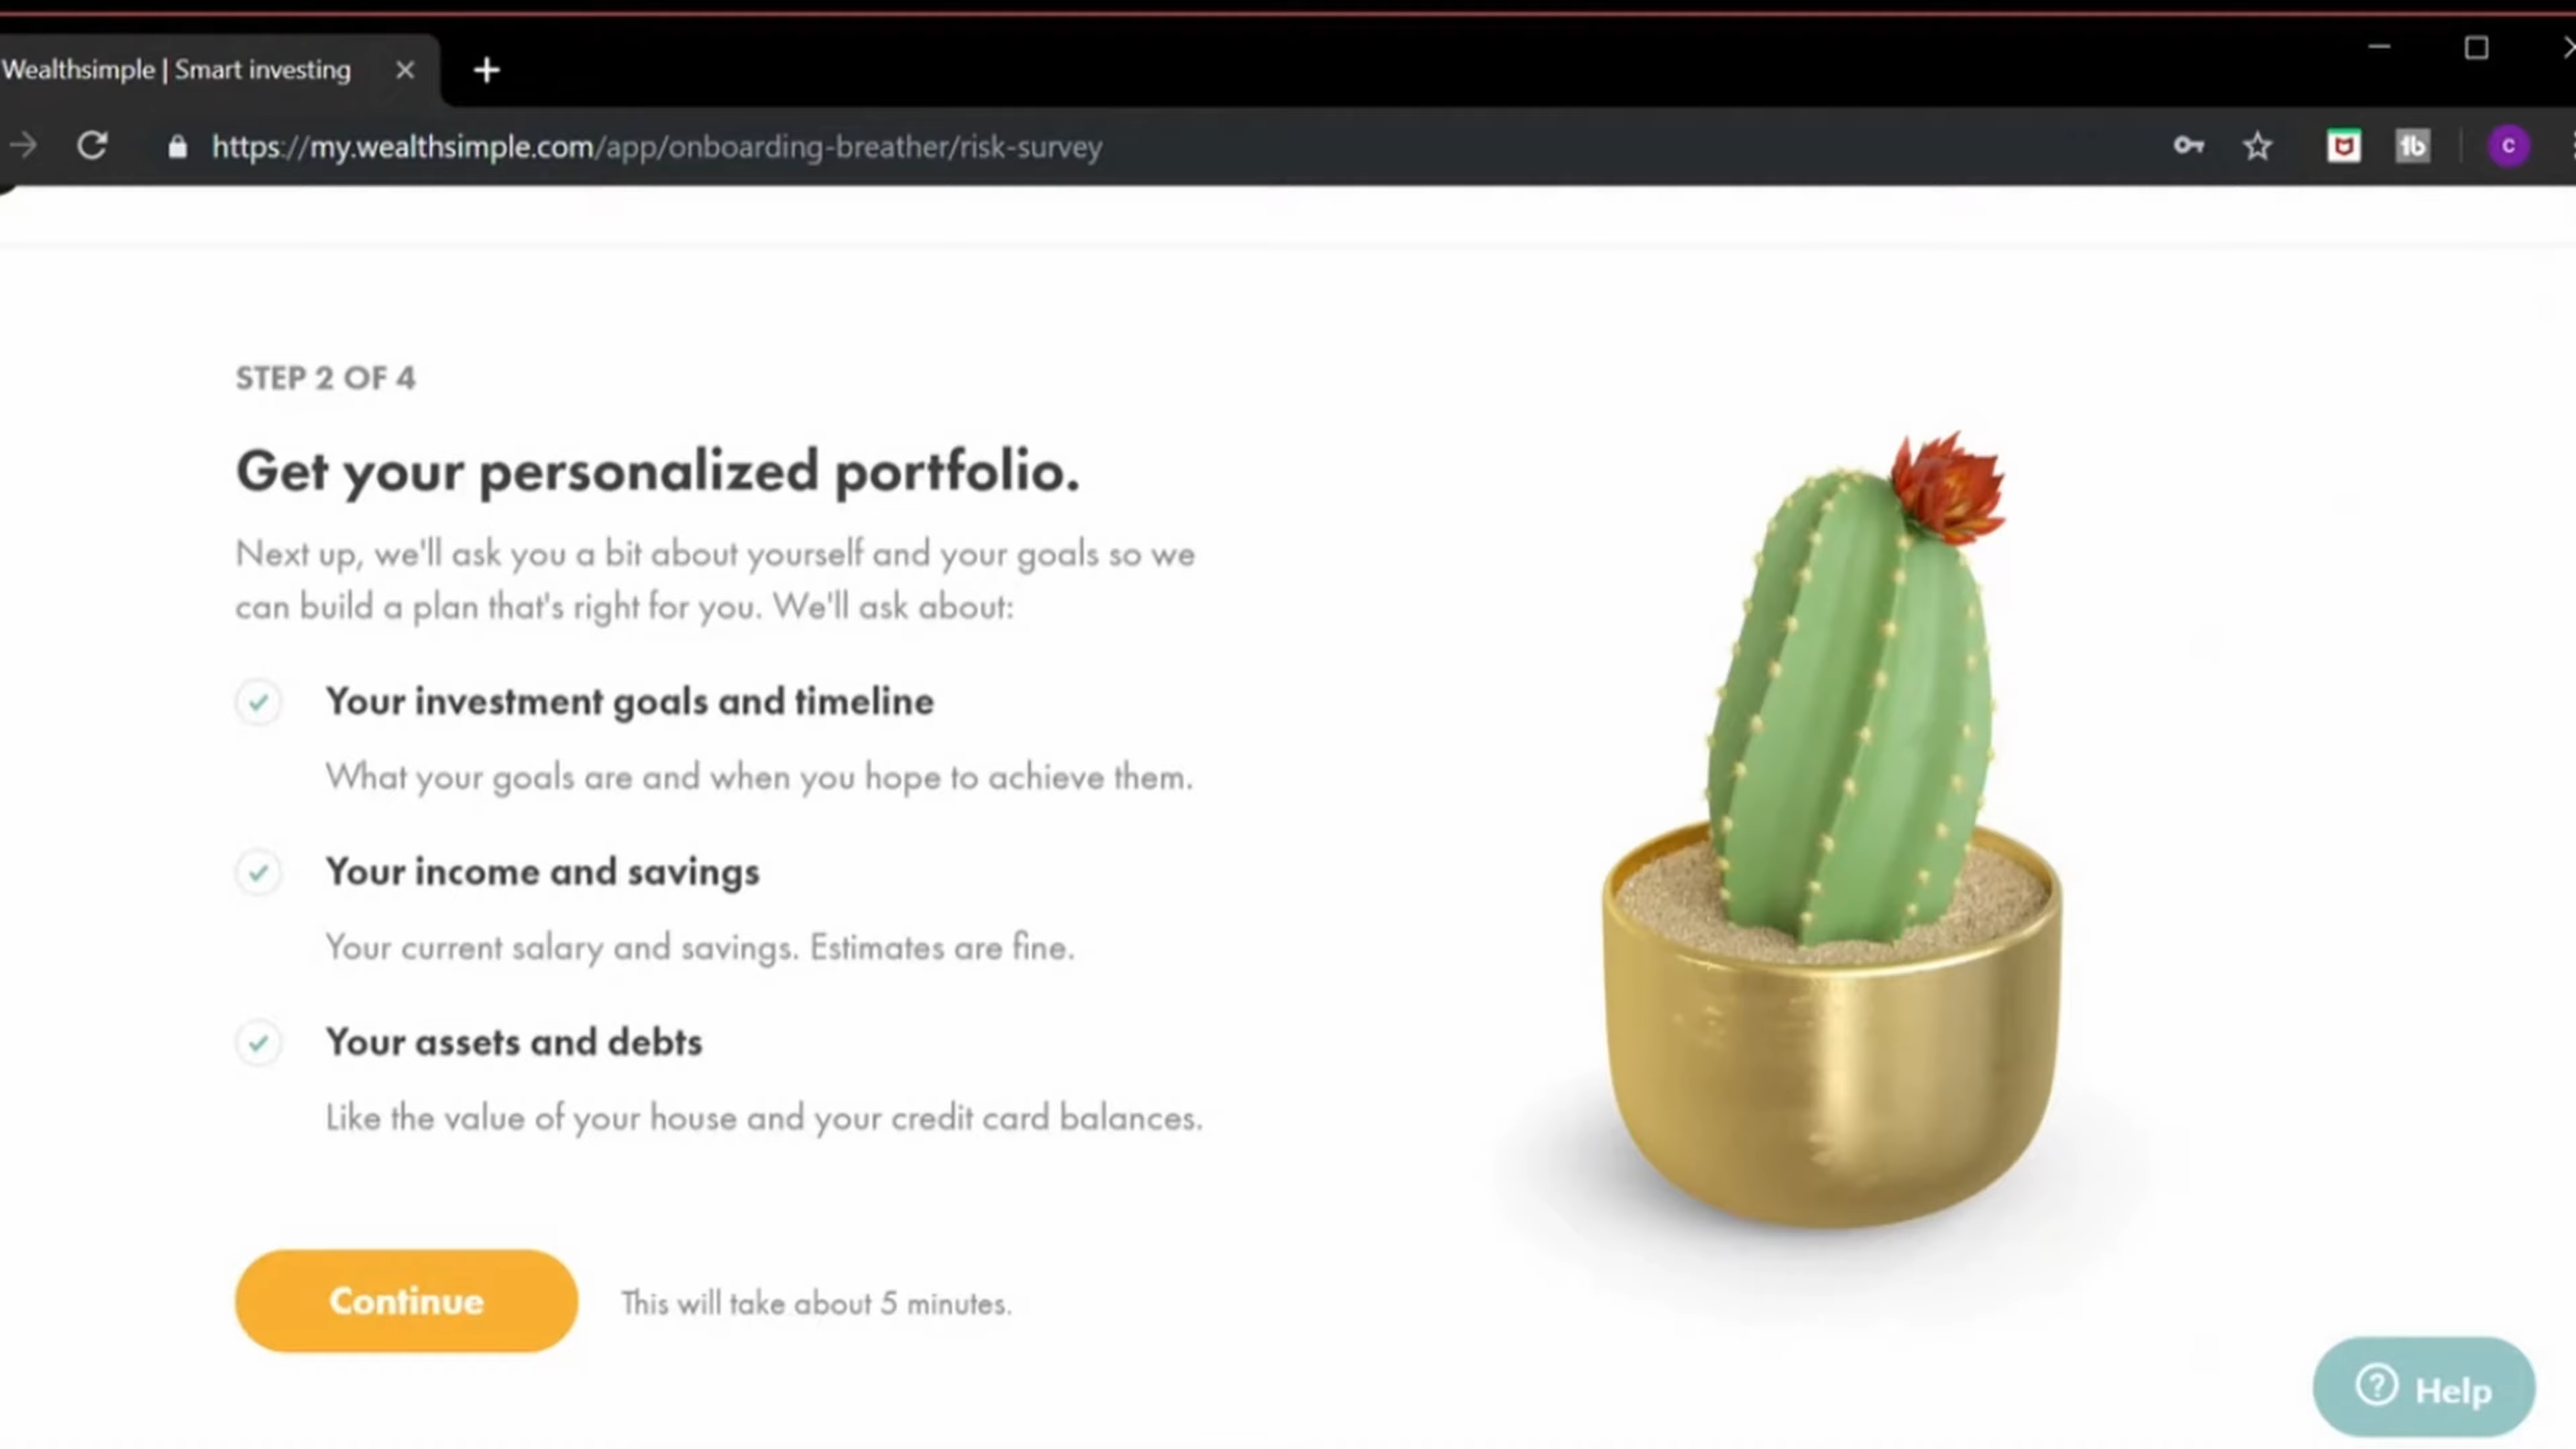 Wealthsimple | Smart investing
https://my.wealthsimple.com/app/onboarding-breather/risk-survey
tb
C
STEP 2 OF 4
Get your personalized portfolio.
Next up, we'll ask you a bit about yourself and your goals so we
can build a plan that's right for you. We'll ask about:
Your investment goals and timeline
What your goals are and when you hope to achieve them.
Your income and savings
Your current salary and savings. Estimates are fine.
Your assets and debts
Like the value of your house and your credit card balances.
Continue
This will take about 5 minutes.
? Help